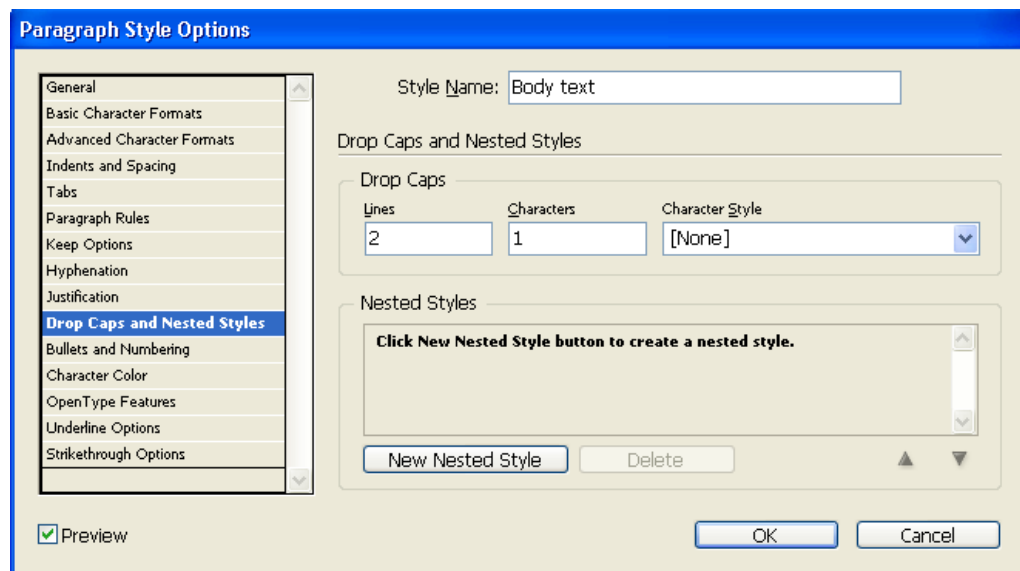 Paragraph Style Options
General
Basic Character Formats
Advanced Character Formats
Indents and Spacing
Tabs
Paragraph Rules
Keep Options
Hyphenation
Justification
Drop Caps and Nested Styles
Bullets and Numbering
Character Color
OpenType Features
Underline Options
Strikethrough Options
Style Name: Body text
Drop Caps and Nested Styles
Drop Caps
Lines Characters Character Style
2 1 [None]
Nested Styles
Click New Nested Style button to create a nested style.
New Nested Style Delete
Preview OK Cancel